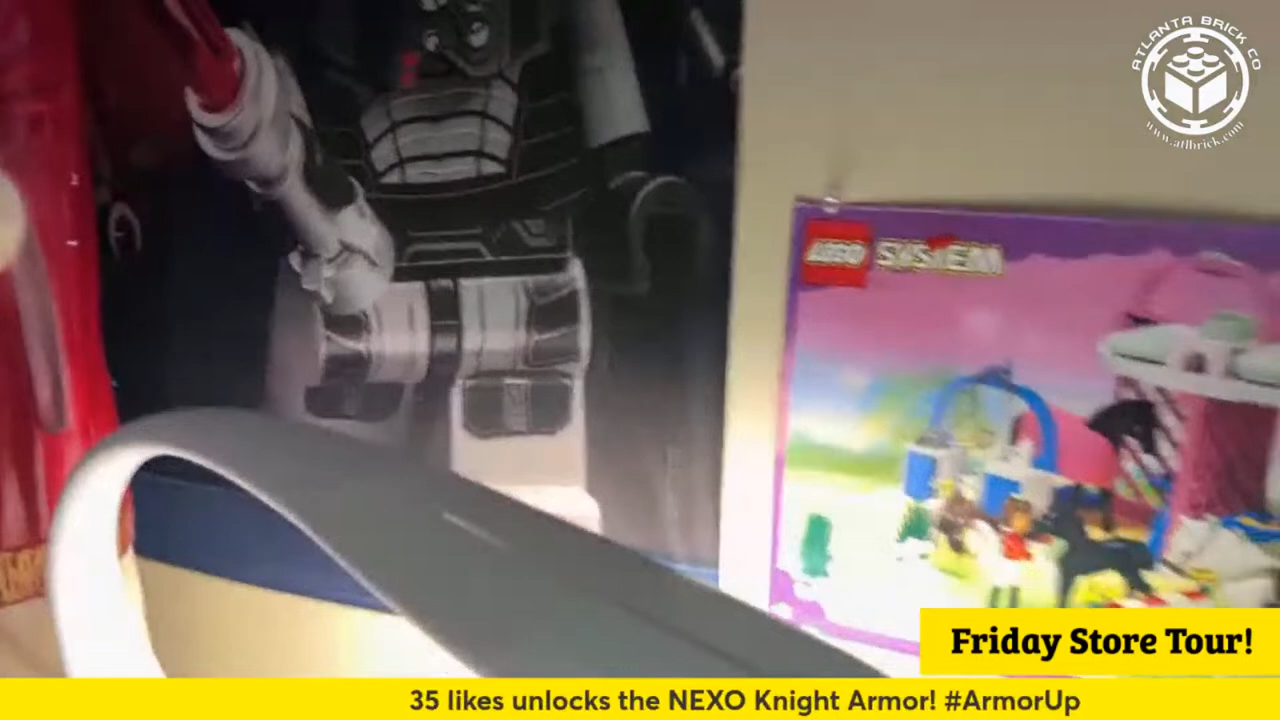 ATLANTA BRICK CO
www.atlbrick.com
LEGO SYSTEM
Friday Store Tour!
35 likes unlocks the NEXO Knight Armor! #ArmorUp